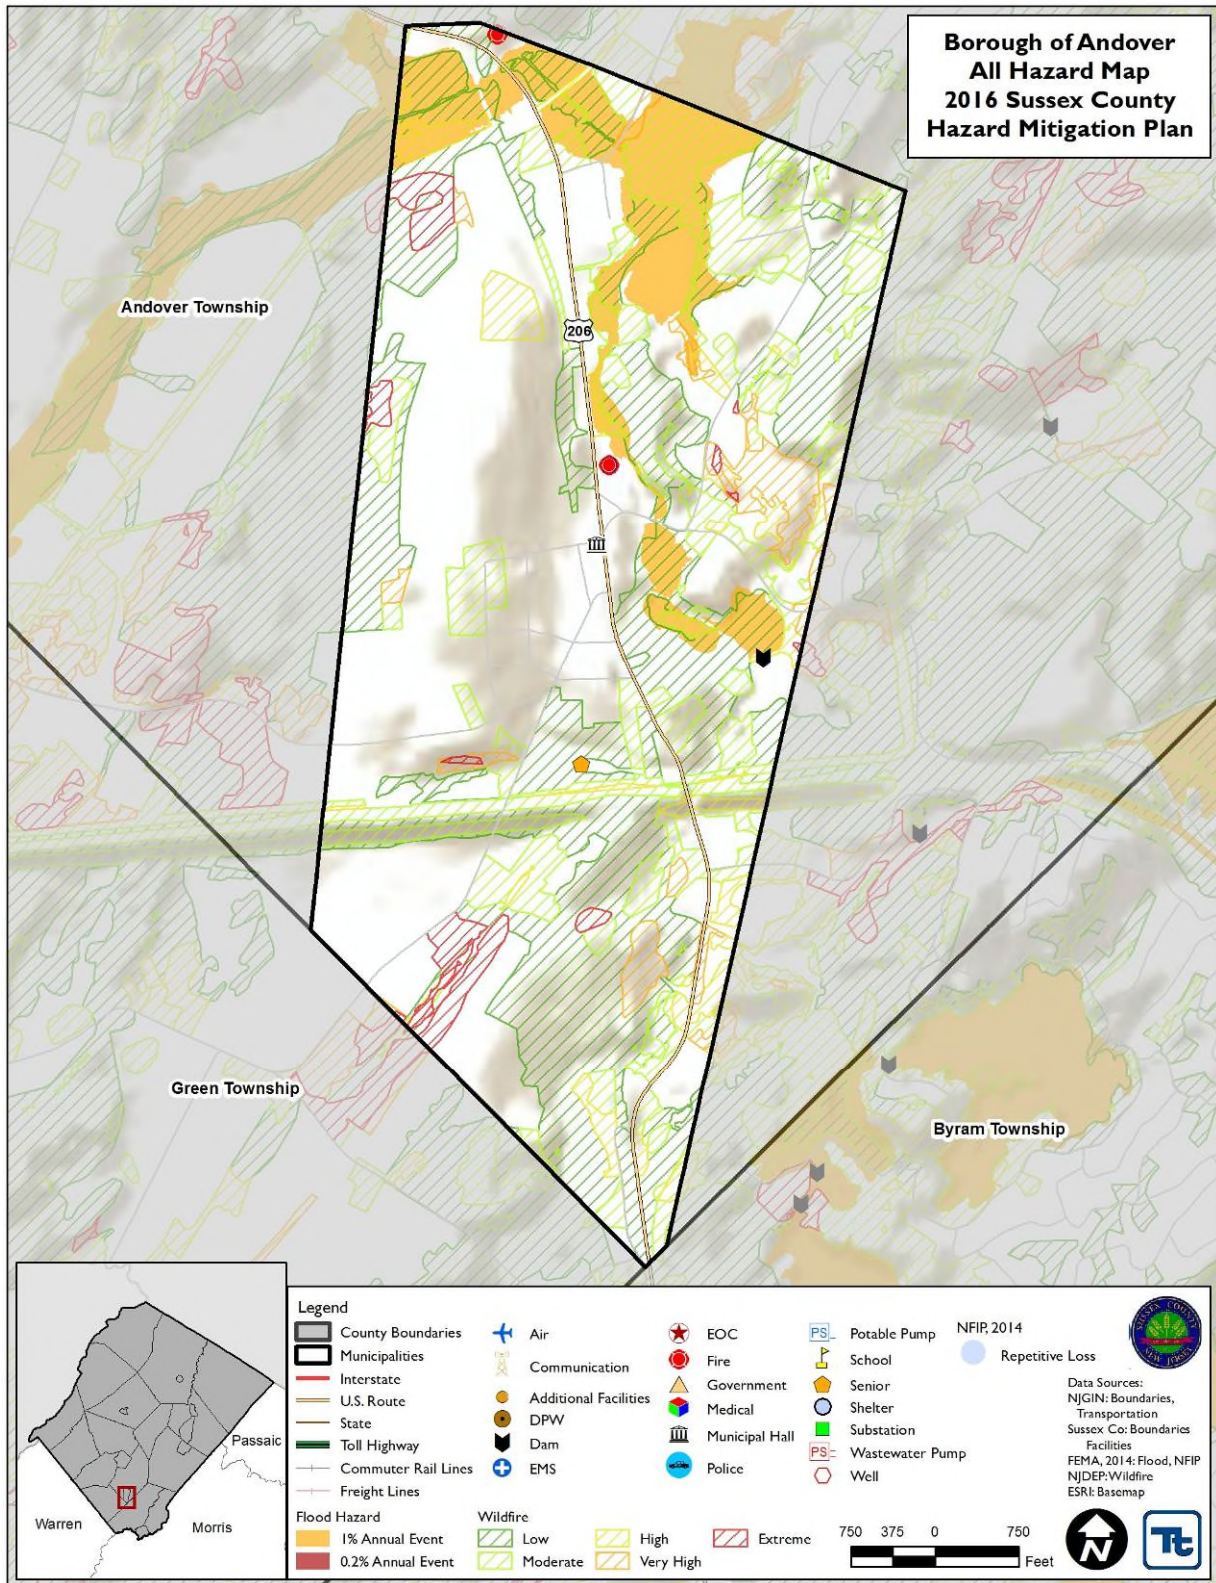 Borough of Andover
All Hazard Map
2016 Sussex County
Hazard Mitigation Plan
Andover Township
206
Green Township
Byram Township
Passaic
Warren
Morris
Legend
County Boundaries
Municipalities
Interstate
U.S. Route
State
Toll Highway
Commuter Rail Lines
Freight Lines
Air
Communication
Additional Facilities
DPW
Dam
EMS
EOC
Fire
Government
Medical
Municipal Hall
Police
PS Potable Pump
School
Senior
Shelter
Substation
PS Wastewater Pump
Well
NFIP, 2014
Repetitive Loss
SUSSEX COUNTY
NEW JERSEY
Data Sources:
NJGIN: Boundaries,
Transportation
Sussex Co: Boundaries
Facilities
FEMA, 2014: Flood, NFIP
NJDEP: Wildfire
ESRI: Basemap
Flood Hazard
1% Annual Event
0.2% Annual Event
Wildfire
Low
Moderate
High
Very High
Extreme
750 375 0 750
Feet
N
Tt